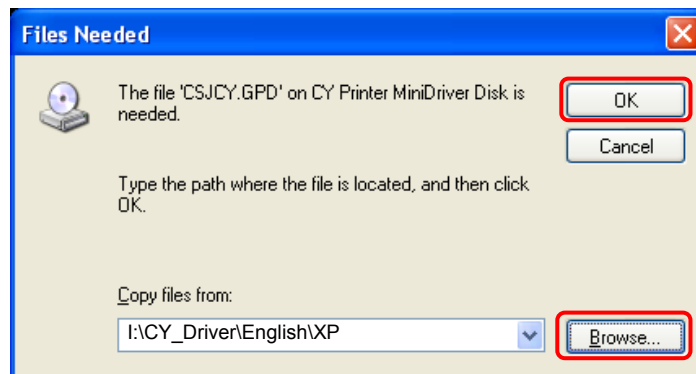 Files Needed
The file 'CSJCY.GPD' on CY Printer MiniDriver Disk is
needed.
OK
Cancel
Type the path where the file is located, and then click
OK.
Copy files from:
I:\CY_Driver\English\XP
Browse...